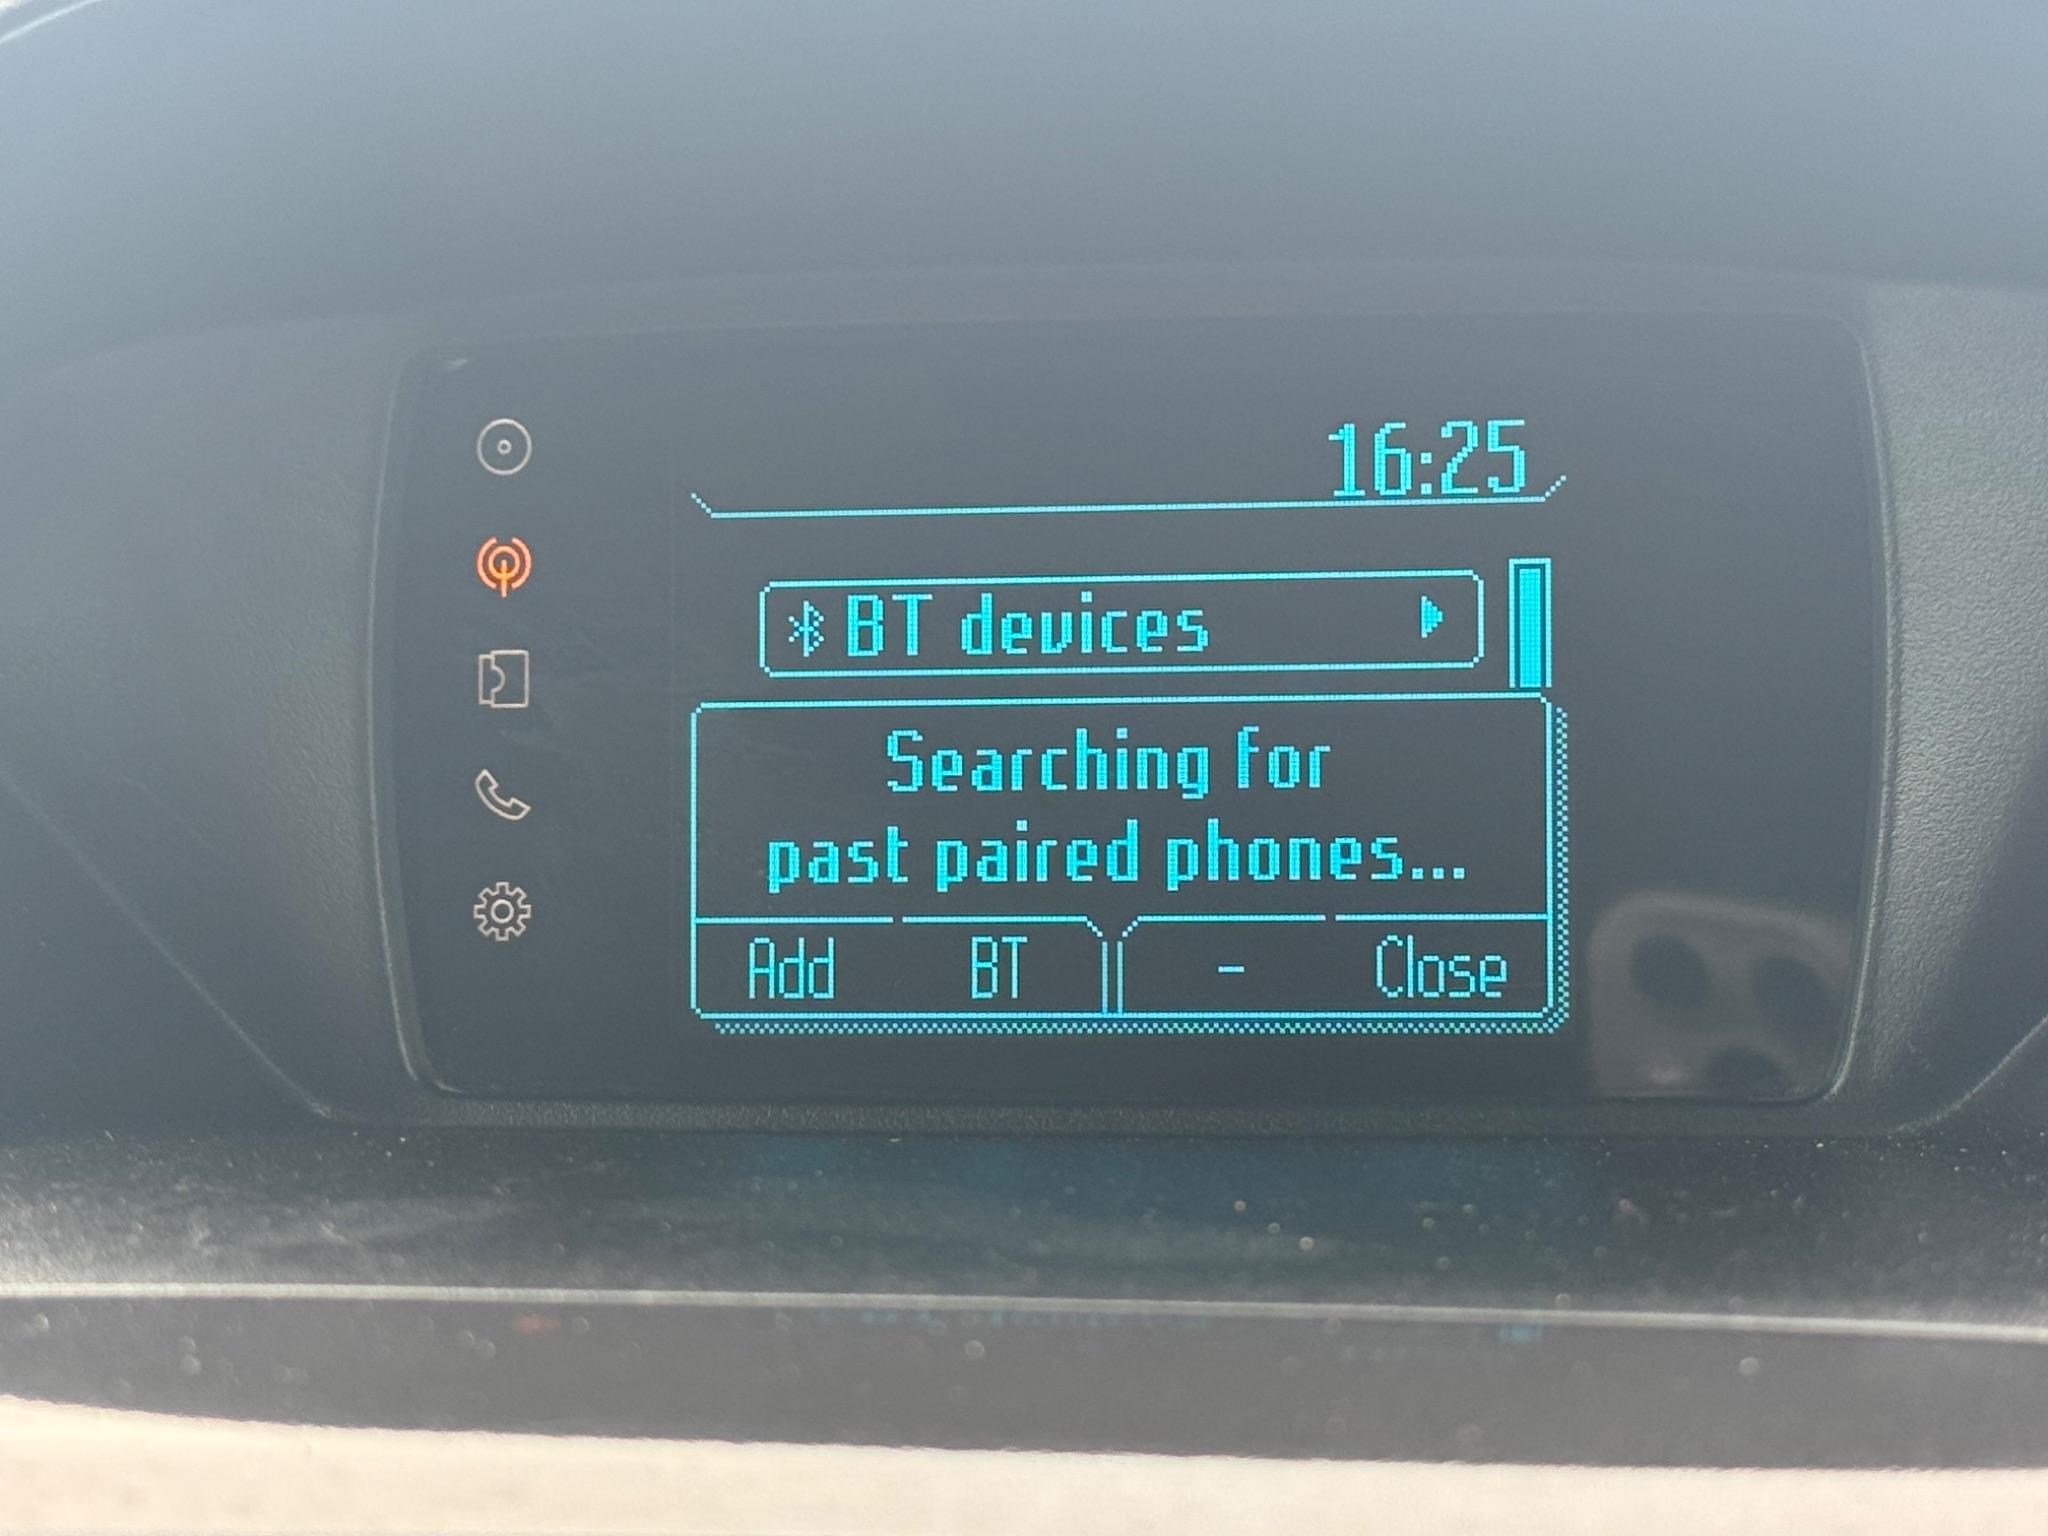 16:25
BT devices
Searching for
past paired phones...
Add BT - Close